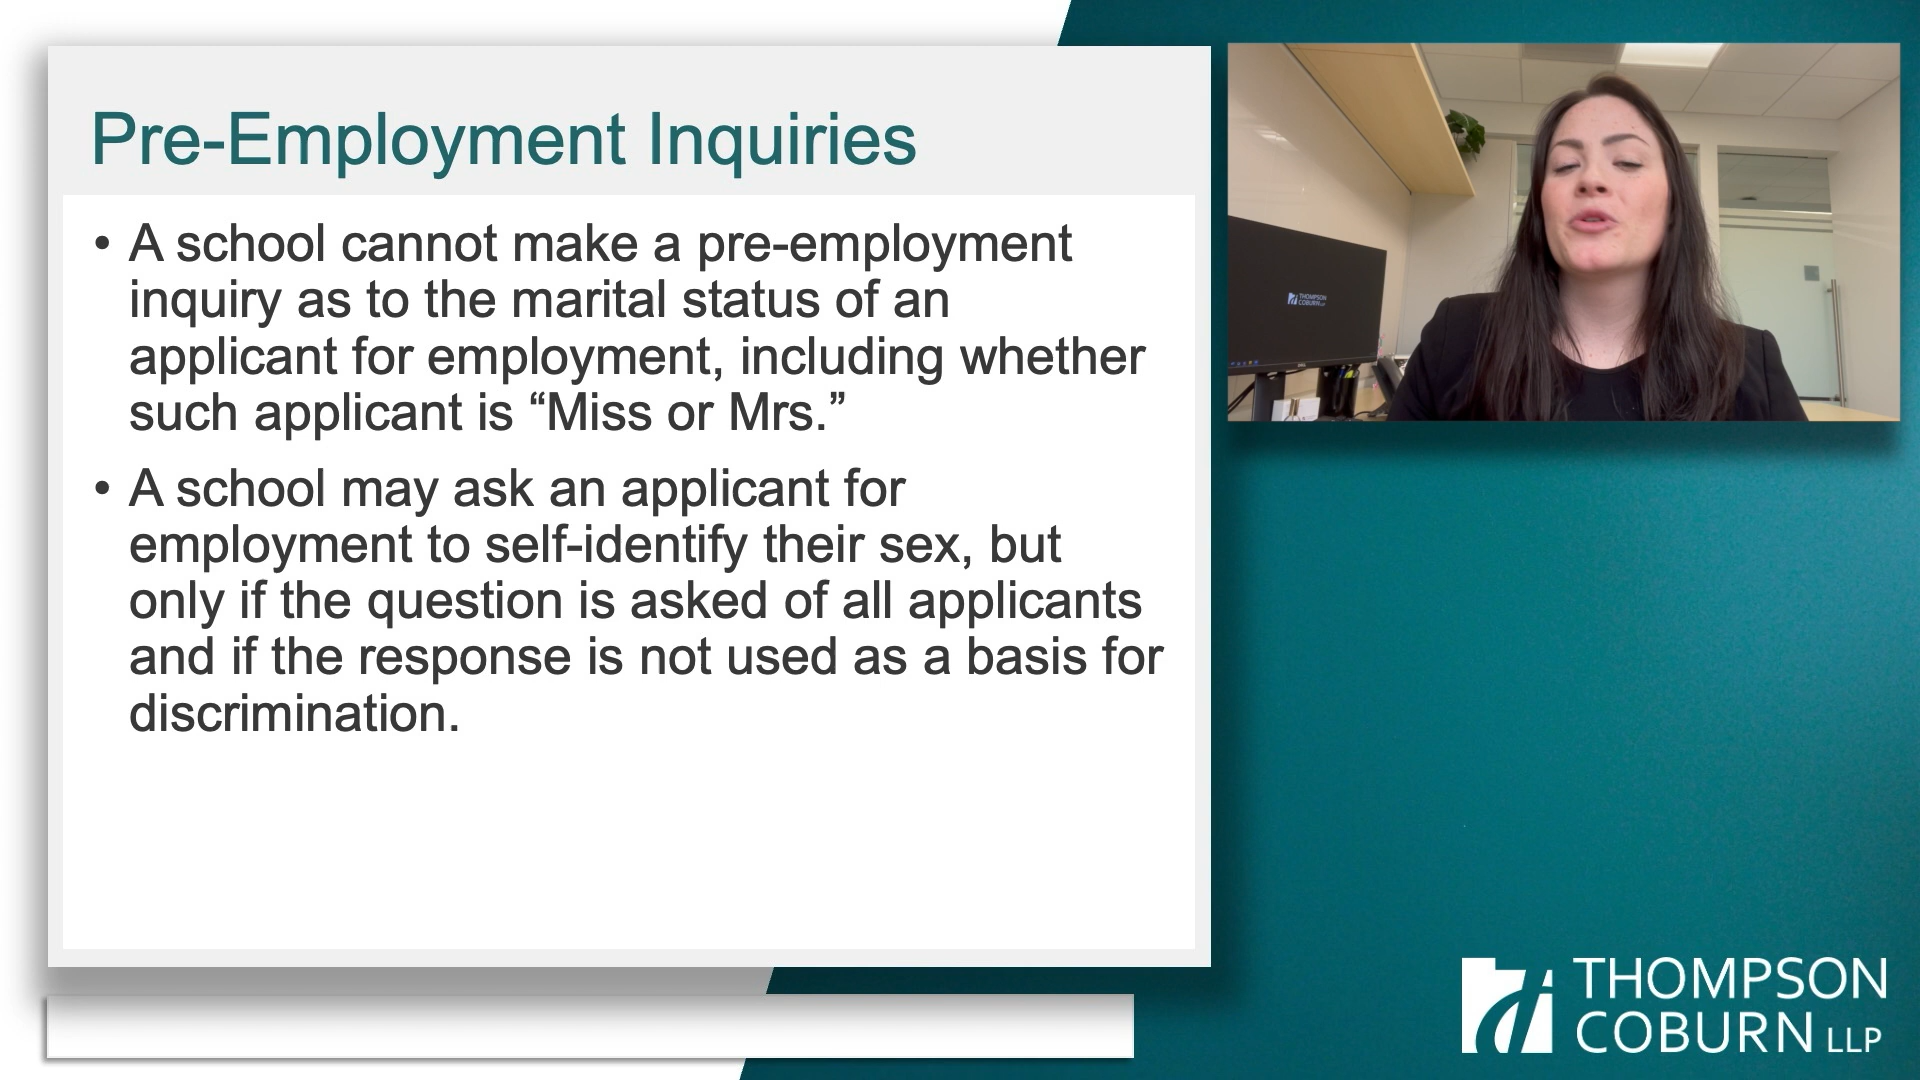 Pre-Employment Inquiries
• A school cannot make a pre-employment
inquiry as to the marital status of an
applicant for employment, including whether
such applicant is “Miss or Mrs.”
• A school may ask an applicant for
employment to self-identify their sex, but
only if the question is asked of all applicants
and if the response is not used as a basis for
discrimination.
THOMPSON
COBURN LLP
THOMPSON
COBURN LLP